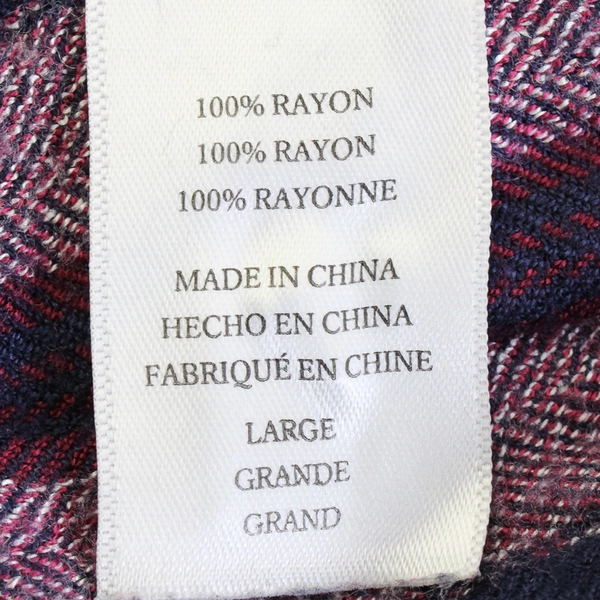 100% RAYON
100% RAYON
100% RAYONNE
MADE IN CHINA
HECHO EN CHINA
FABRIQUÉ EN CHINE
LARGE
GRANDE
GRAND